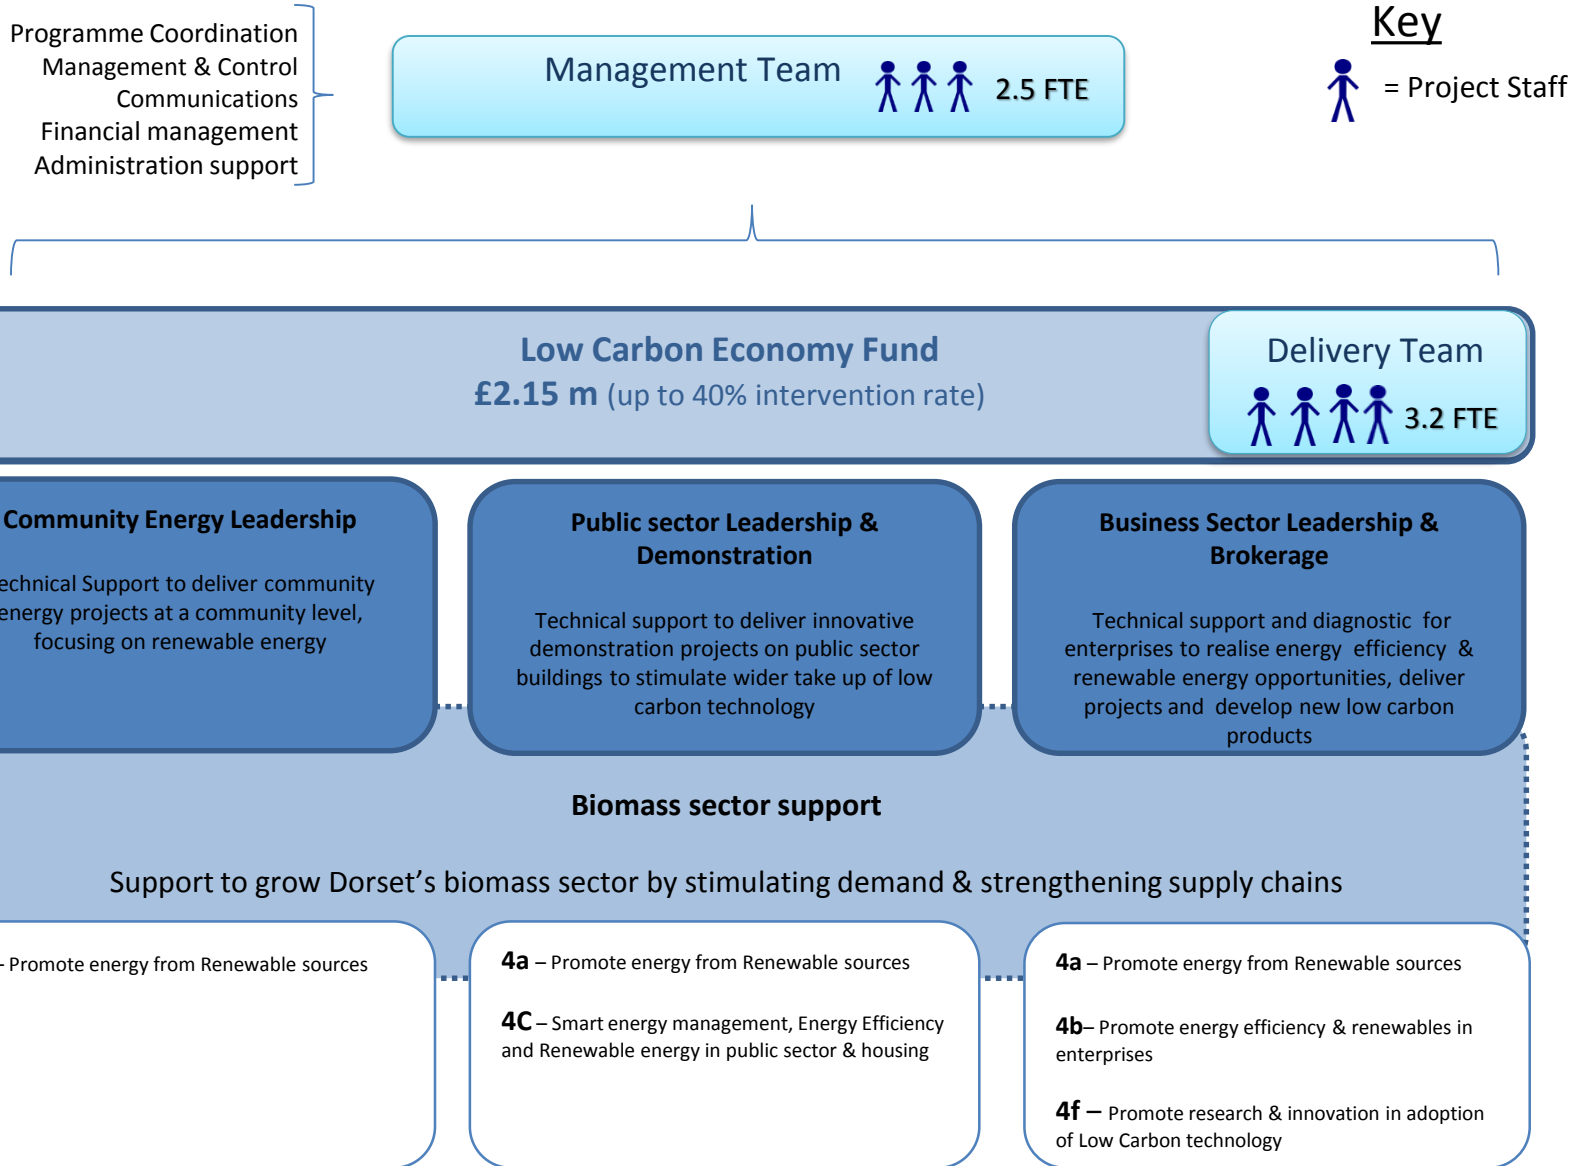 Programme Coordination
Management & Control
Communications
Financial management
Administration support
Management Team
2.5 FTE
Key
= Project Staff
Low Carbon Economy Fund
£2.15 m (up to 40% intervention rate)
Delivery Team
3.2 FTE
Community Energy Leadership
echnical Support to deliver community
energy projects at a community level,
focusing on renewable energy
Public sector Leadership &
Demonstration
Technical support to deliver innovative
demonstration projects on public sector
buildings to stimulate wider take up of low
carbon technology
Business Sector Leadership &
Brokerage
Technical support and diagnostic for
enterprises to realise energy efficiency &
renewable energy opportunities, deliver
projects and develop new low carbon
products
Biomass sector support
Support to grow Dorset's biomass sector by stimulating demand & strengthening supply chains
– Promote energy from Renewable sources
4a – Promote energy from Renewable sources
4C – Smart energy management, Energy Efficiency
and Renewable energy in public sector & housing
4a – Promote energy from Renewable sources
4b– Promote energy efficiency & renewables in
enterprises
4f – Promote research & innovation in adoption
of Low Carbon technology